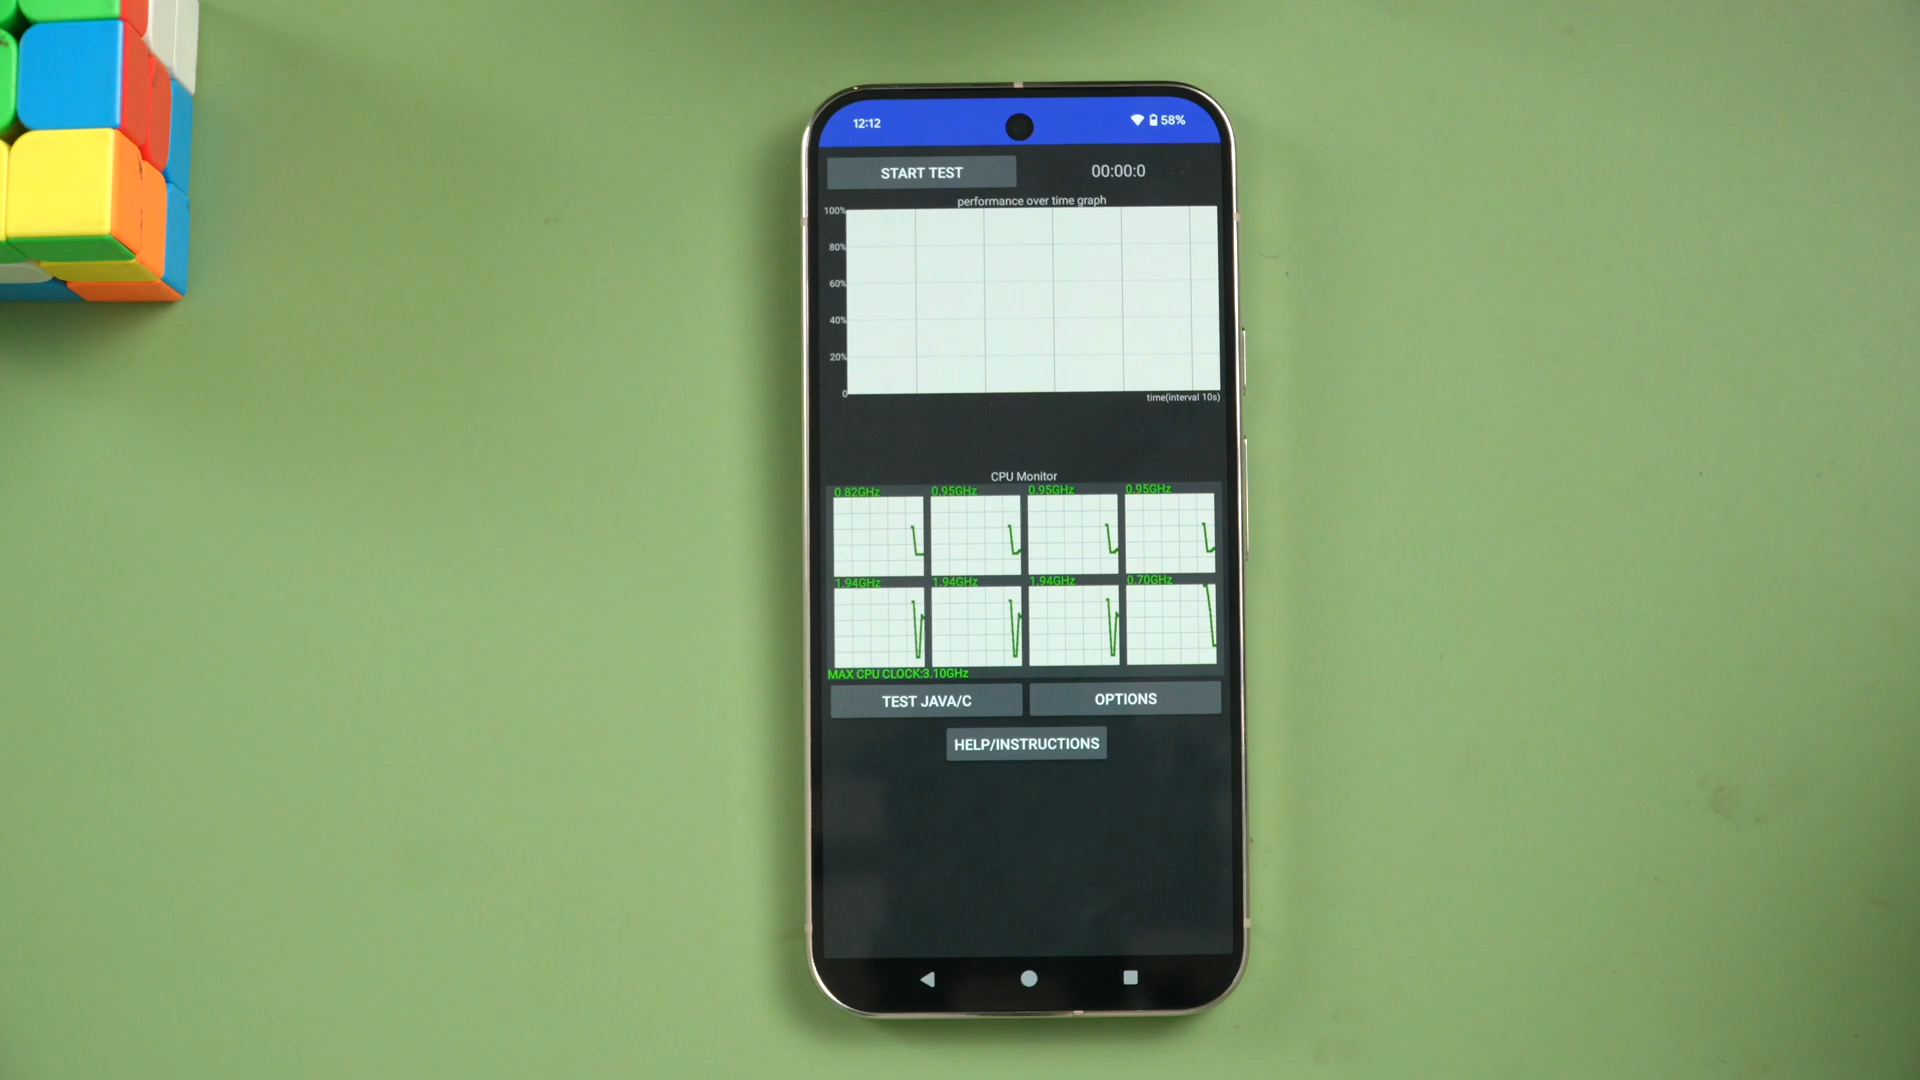 12:12 58%
START TEST 00:00:0
performance over time graph
100%
80%
60%
40%
20%
0
time(interval 10s)
CPU Monitor
0.82GHz 0.95GHz 0.95GHz 0.95GHz
1.94GHz 1.94GHz 1.94GHz 0.70GHz
MAX CPU CLOCK:3.10GHz
TEST JAVA/C OPTIONS
HELP/INSTRUCTIONS